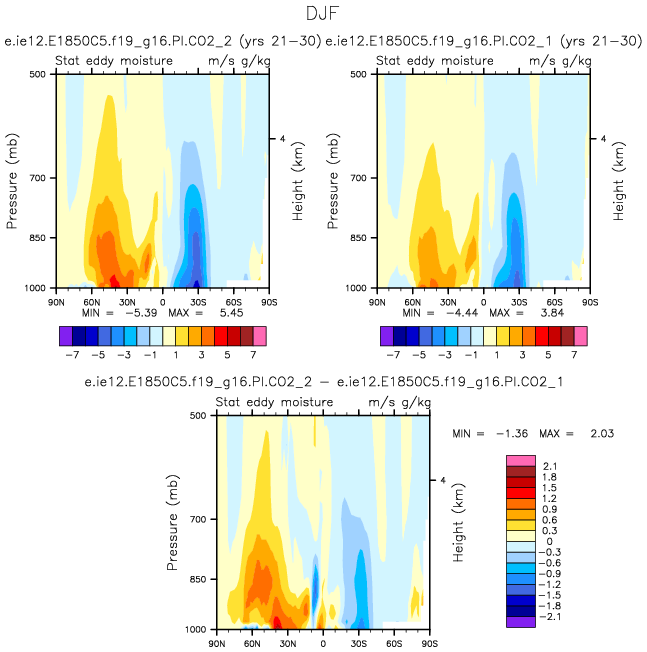 DJF
e.ie12.E1850C5.f19_g16.PI.CO2_2 (yrs 21-30) e.ie12.E1850C5.f19_g16.PI.CO2_1 (yrs 21-30)
Stat eddy moisture m/s g/kg Stat eddy moisture m/s g/kg
500 500
4 4
700 700
850 850
1000 1000
Pressure (mb) Height (km) Pressure (mb) Height (km)
90N 60N 30N 0 30S 60S 90S 90N 60N 30N 0 30S 60S 90S
MIN = -5.39 MAX = 5.45 MIN = -4.44 MAX = 3.84
-7 -5 -3 -1 1 3 5 7 -7 -5 -3 -1 1 3 5 7
e.ie12.E1850C5.f19_g16.PI.CO2_2 - e.ie12.E1850C5.f19_g16.PI.CO2_1
Stat eddy moisture m/s g/kg
500
4
700
850
1000
Pressure (mb) Height (km)
90N 60N 30N 0 30S 60S 90S
MIN = -1.36 MAX = 2.03
2.1
1.8
1.5
1.2
0.9
0.6
0.3
0
-0.3
-0.6
-0.9
-1.2
-1.5
-1.8
-2.1